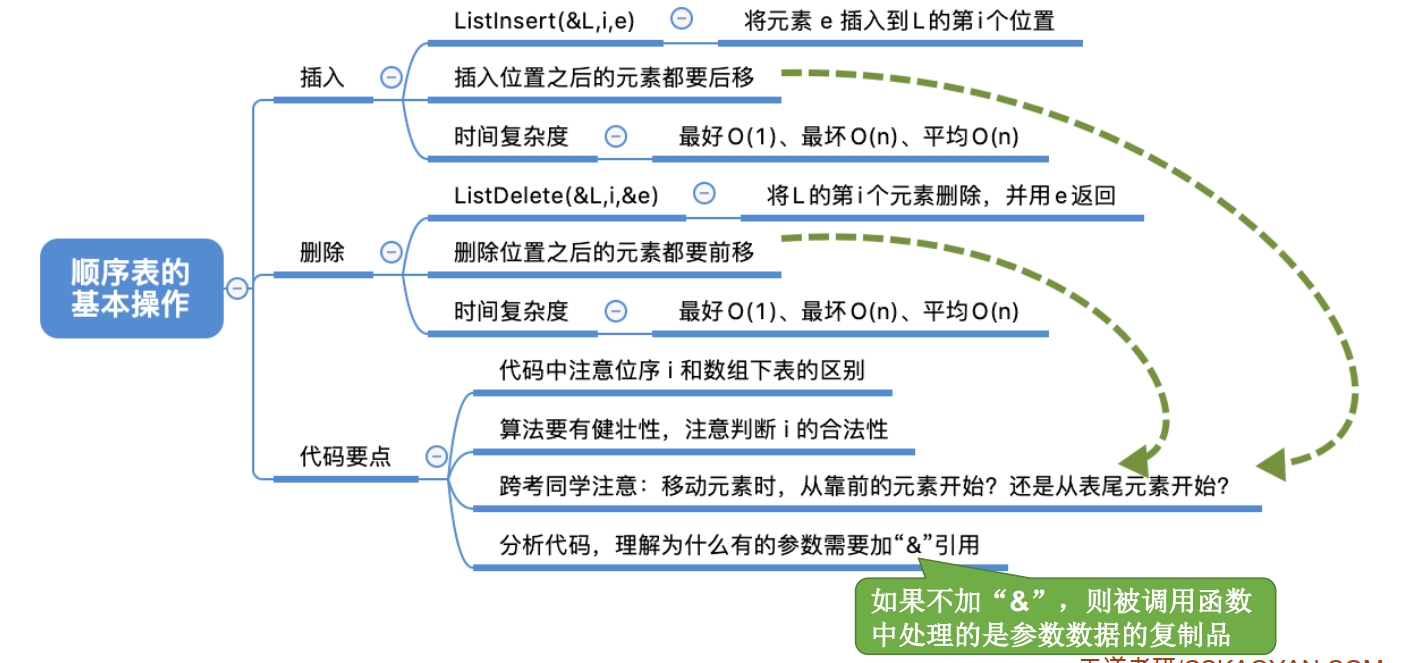 顺序表的
基本操作
插入
ListInsert(&L,i,e)
将元素 e 插入到L的第i个位置
插入位置之后的元素都要后移
时间复杂度
最好O(1)、最坏O(n)、平均O(n)
删除
ListDelete(&L,i,&e)
将L的第i个元素删除，并用e返回
删除位置之后的元素都要前移
时间复杂度
最好O(1)、最坏O(n)、平均O(n)
代码要点
代码中注意位序 i 和数组下表的区别
算法要有健壮性，注意判断 i 的合法性
跨考同学注意：移动元素时，从靠前的元素开始？还是从表尾元素开始？
分析代码，理解为什么有的参数需要加“&”引用
如果不加“&”，则被调用函数
中处理的是参数数据的复制品
王道考研/CSKAOYAN.COM